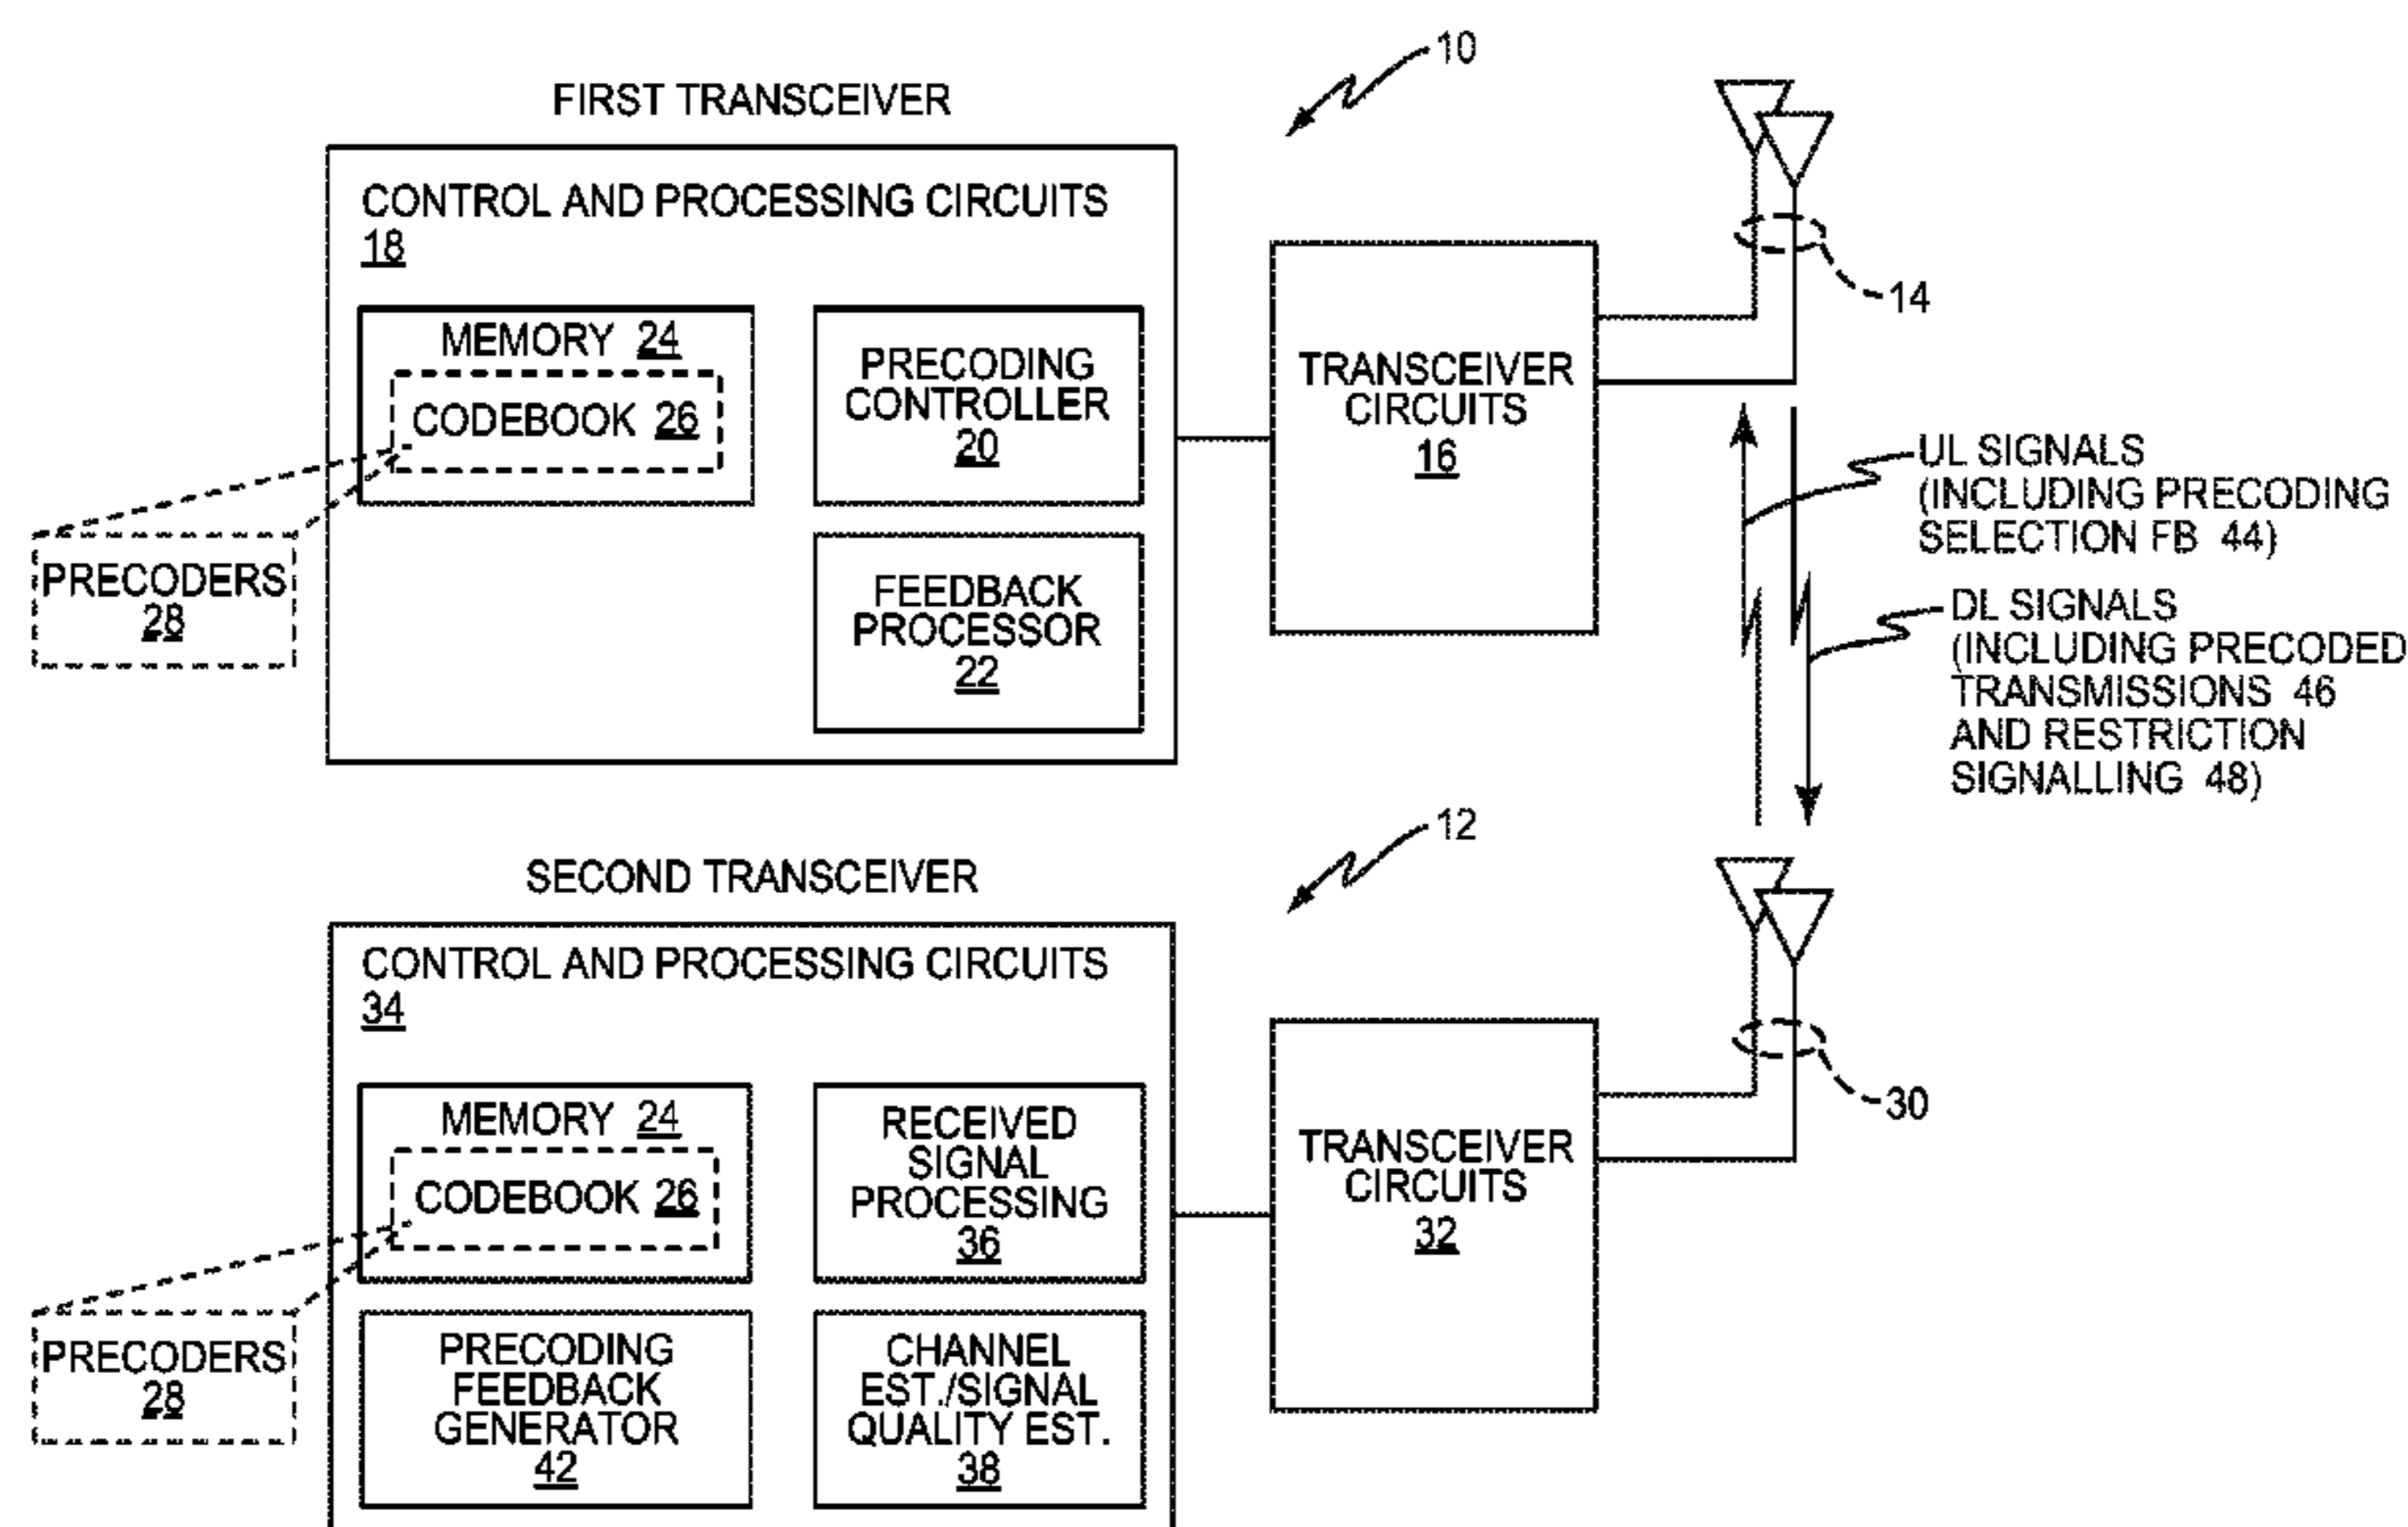 10
FIRST TRANSCEIVER
CONTROL AND PROCESSING CIRCUITS
18
MEMORY 24
CODEBOOK 26
PRECODERS
28
PRECODING
CONTROLLER
20
FEEDBACK
PROCESSOR
22
TRANSCEIVER
CIRCUITS
16
14
UL SIGNALS
(INCLUDING PRECODING
SELECTION FB 44)
DL SIGNALS
(INCLUDING PRECODED
TRANSMISSIONS 46
AND RESTRICTION
SIGNALLING 48)
12
SECOND TRANSCEIVER
CONTROL AND PROCESSING CIRCUITS
34
MEMORY 24
CODEBOOK 26
PRECODERS
28
RECEIVED
SIGNAL
PROCESSING
36
PRECODING
FEEDBACK
GENERATOR
42
CHANNEL
EST./SIGNAL
QUALITY EST.
38
TRANSCEIVER
CIRCUITS
32
30